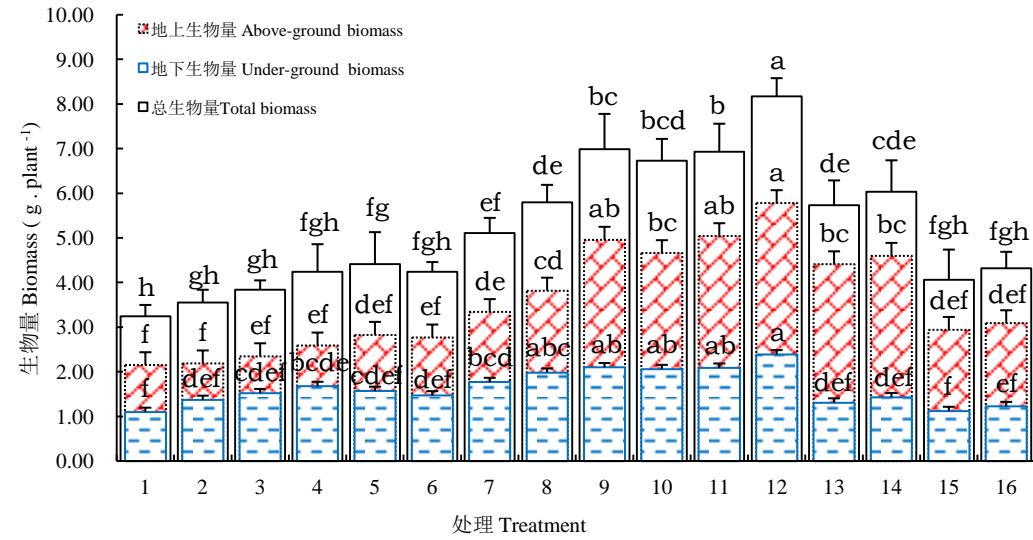 10.00
9.00
8.00
7.00
6.00
5.00
4.00
3.00
2.00
1.00
0.00
生物量 Biomass ( g . plant -1)
地上生物量 Above-ground biomass
地下生物量 Under-ground biomass
总生物量Total biomass
h gh gh fgh fg fgh ef de bc bcd b a de cde fgh fgh
f f ef ef def def de cd ab bc ab a bc bc def def
f def cdef bcde cdef def bcd abc ab ab ab a def def f ef
1 2 3 4 5 6 7 8 9 10 11 12 13 14 15 16
处理 Treatment